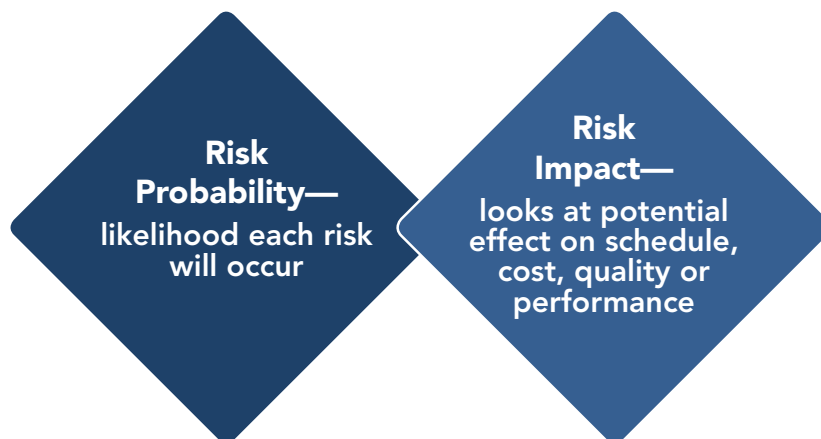 Risk
Probability—
likelihood each risk
will occur
Risk
Impact—
looks at potential
effect on schedule,
cost, quality or
performance